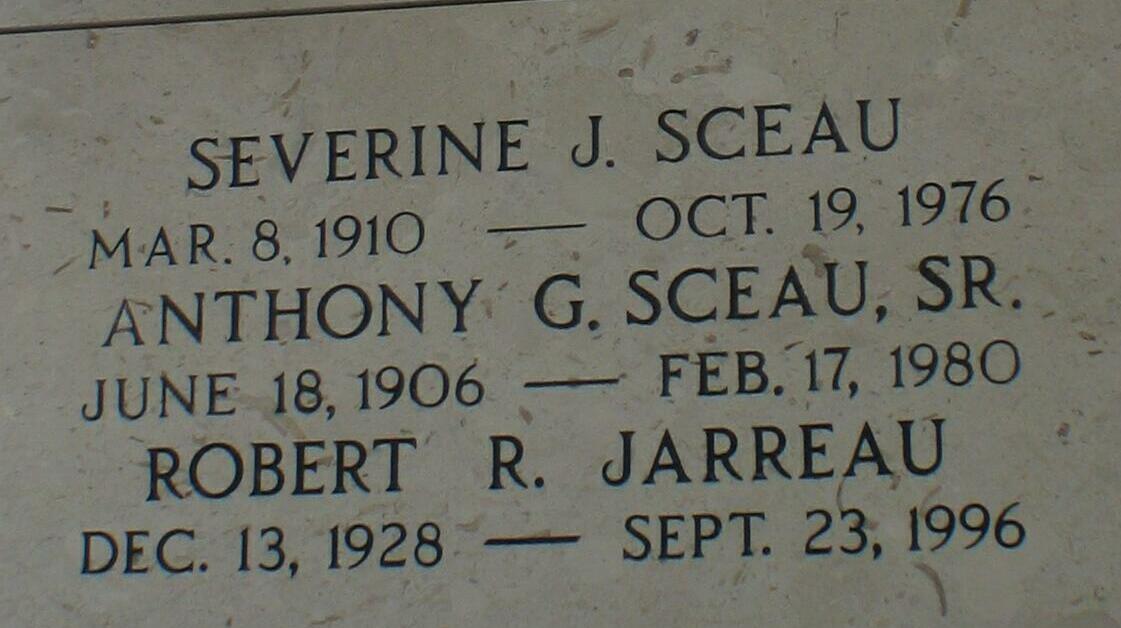 SEVERINE J. SCEAU
MAR. 8, 1910 — OCT. 19, 1976
ANTHONY G. SCEAU, SR.
JUNE 18, 1906 — FEB. 17, 1980
ROBERT R. JARREAU
DEC. 13, 1928 — SEPT. 23, 1996